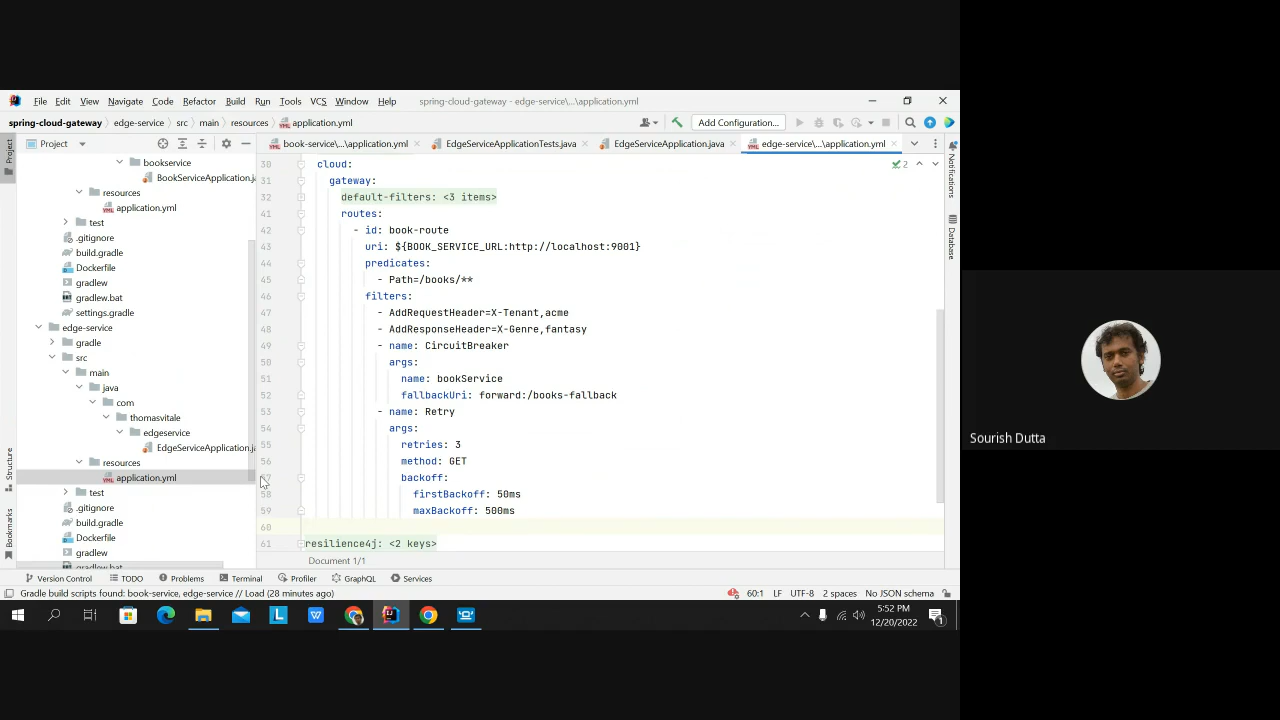 File Edit View Navigate Code Refactor Build Run Tools VCS Window Help spring-cloud-gateway - edge-service\...\application.yml
spring-cloud-gateway edge-service src main resources application.yml Add Configuration...
Project book-service\...\application.yml EdgeServiceApplicationTests.java EdgeServiceApplication.java edge-service\...\application.yml
Project
Structure
Bookmarks
bookservice
BookServiceApplication.ja
resources
application.yml
test
.gitignore
build.gradle
Dockerfile
gradlew
gradlew.bat
settings.gradle
edge-service
gradle
src
main
java
com
thomasvitale
edgeservice
EdgeServiceApplication.ja
resources
application.yml
test
.gitignore
build.gradle
Dockerfile
gradlew
gradlew.bat
30 cloud:
31 gateway:
32 default-filters: <3 items>
41 routes:
42 - id: book-route
43 uri: ${BOOK_SERVICE_URL:http://localhost:9001}
44 predicates:
45 - Path=/books/**
46 filters:
47 - AddRequestHeader=X-Tenant,acme
48 - AddResponseHeader=X-Genre,fantasy
49 - name: CircuitBreaker
50 args:
51 name: bookService
52 fallbackUri: forward:/books-fallback
53 - name: Retry
54 args:
55 retries: 3
56 method: GET
57 backoff:
58 firstBackoff: 50ms
59 maxBackoff: 500ms
60
61 resilience4j: <2 keys>
Document 1/1
2
Notifications
Database
Version Control TODO Problems Terminal Profiler GraphQL Services
Gradle build scripts found: book-service, edge-service // Load (28 minutes ago) 60:1 LF UTF-8 2 spaces No JSON schema
5:52 PM
12/20/2022
1
Sourish Dutta